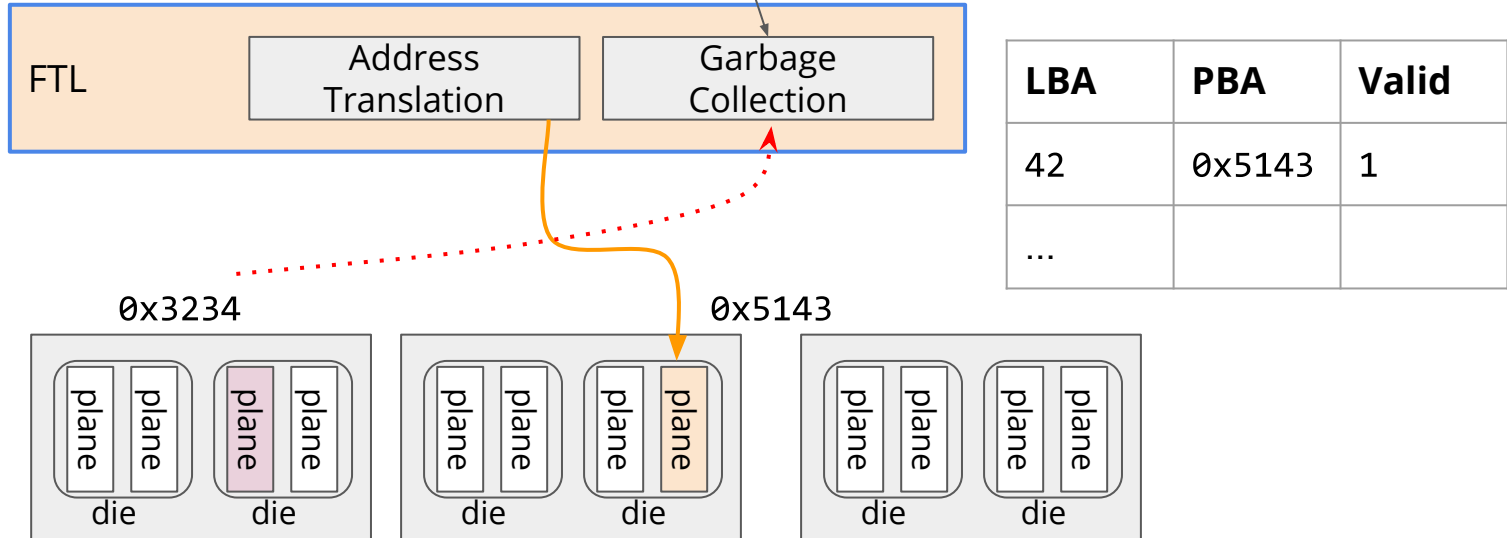 FTL
Address
Translation
Garbage
Collection
LBA PBA Valid
42 0x5143 1
...
0x3234
0x5143
plane plane plane plane
die die
plane plane plane plane
die die
plane plane plane plane
die die